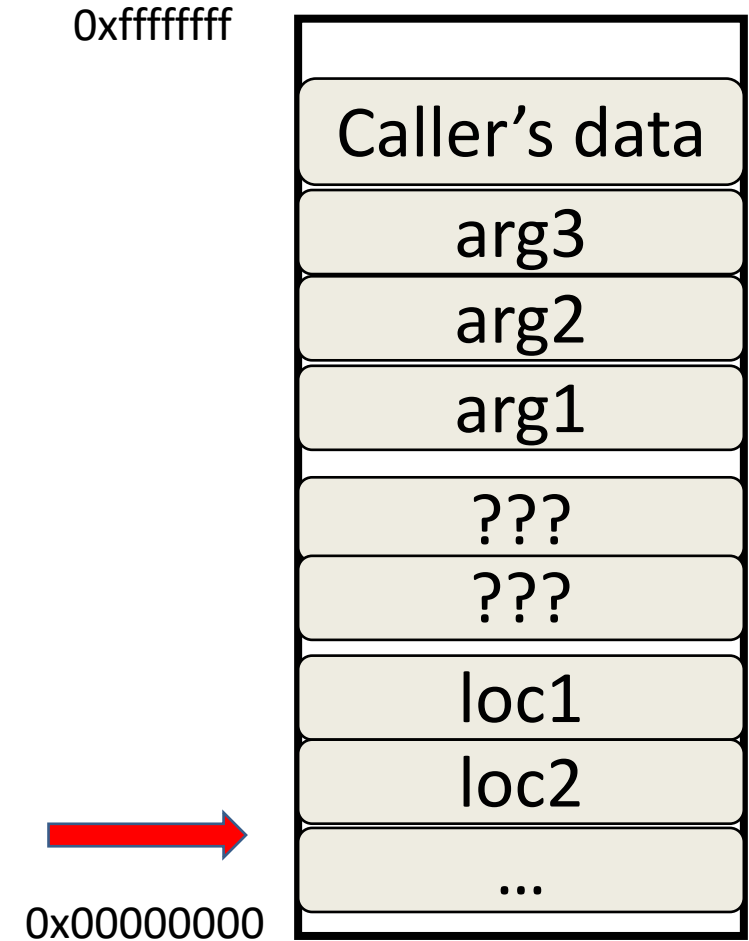 0xffffffff
Caller’s data
arg3
arg2
arg1
???
???
loc1
loc2
...
0x00000000